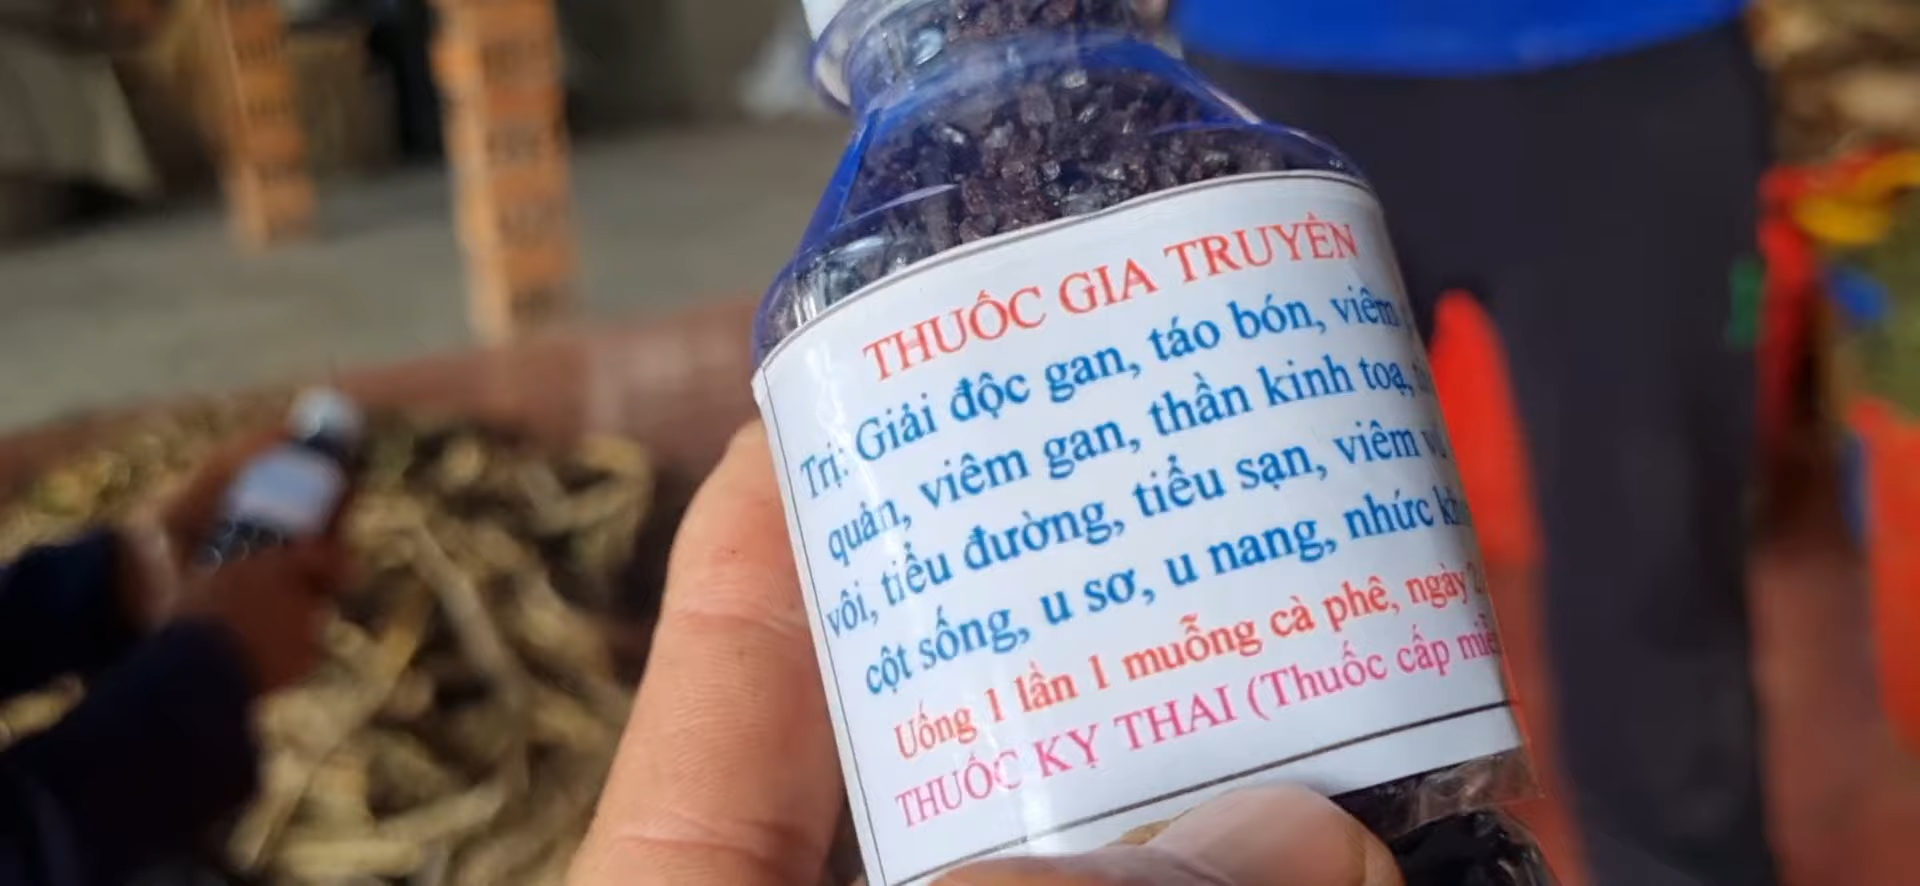 THUỐC GIA TRUYỀN
Trị: Giải độc gan, táo bón, viêm
quản, viêm gan, thần kinh toạ,
vôi, tiểu đường, tiểu sạn, viêm
cột sống, u sơ, u nang, nhức
Uống 1 lần 1 muỗng cà phê, ngày 2
THUỐC KỴ THAI (Thuốc cấp